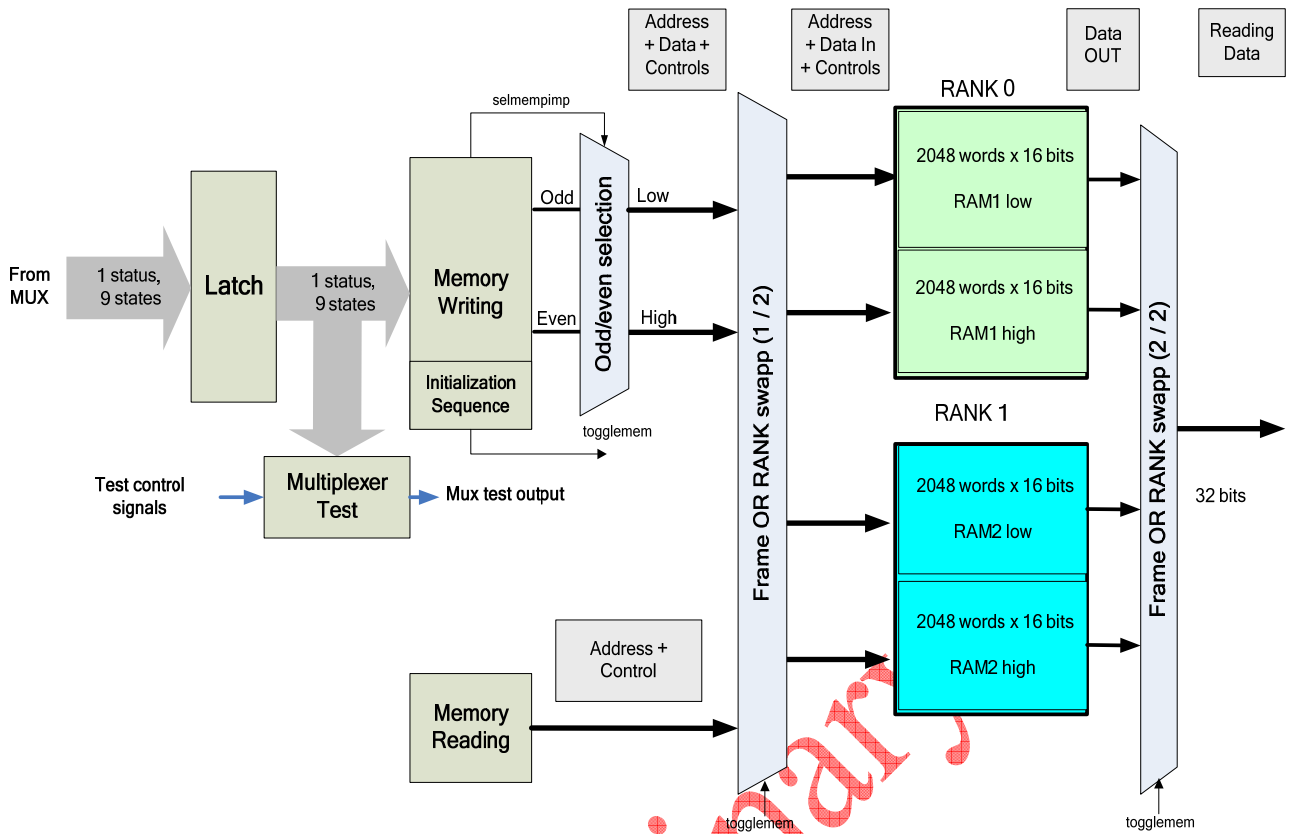 Address
+ Data +
Controls
Address
+ Data In
+ Controls
Data
OUT
Reading
Data
RANK 0
selmempimp
2048 words x 16 bits
RAM1 low
Odd
Low
Odd/even selection
Frame OR RANK swapp (1 / 2)
Frame OR RANK swapp (2 / 2)
From
MUX
1 status,
9 states
Latch
1 status,
9 states
Memory
Writing
Even
High
2048 words x 16 bits
RAM1 high
Initialization
Sequence
togglemem
RANK 1
Test control
signals
Multiplexer
Test
Mux test output
2048 words x 16 bits
RAM2 low
32 bits
2048 words x 16 bits
RAM2 high
Address +
Control
Memory
Reading
togglemem
togglemem